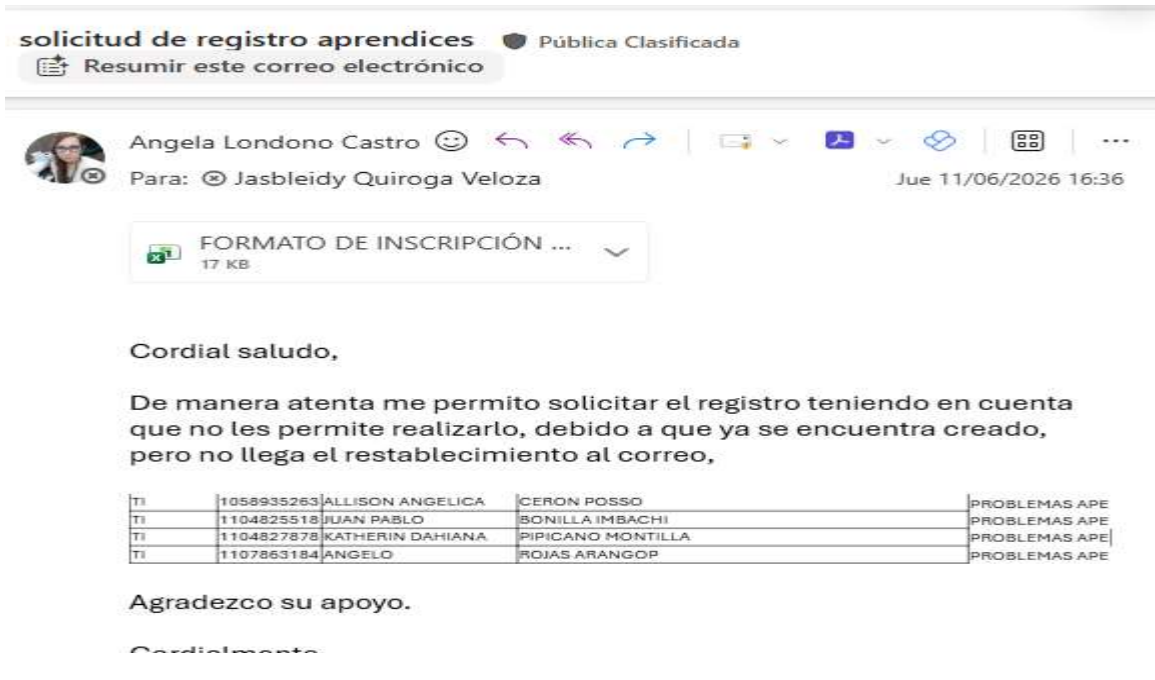 solicitud de registro aprendices Pública Clasificada
Resumir este correo electrónico
Angela Londono Castro
Para: Jasbleidy Quiroga Veloza Jue 11/06/2026 16:36
FORMATO DE INSCRIPCIÓN ...
17 KB
Cordial saludo,
De manera atenta me permito solicitar el registro teniendo en cuenta
que no les permite realizarlo, debido a que ya se encuentra creado,
pero no llega el restablecimiento al correo,
TI 1058935263 ALLISON ANGELICA CERON POSSO PROBLEMAS APE
TI 1104825518 JUAN PABLO BONILLA IMBACHI PROBLEMAS APE
TI 1104827878 KATHERIN DAHIANA PIPICANO MONTILLA PROBLEMAS APE
TI 1107863184 ANGELO ROJAS ARANGOP PROBLEMAS APE
Agradezco su apoyo.